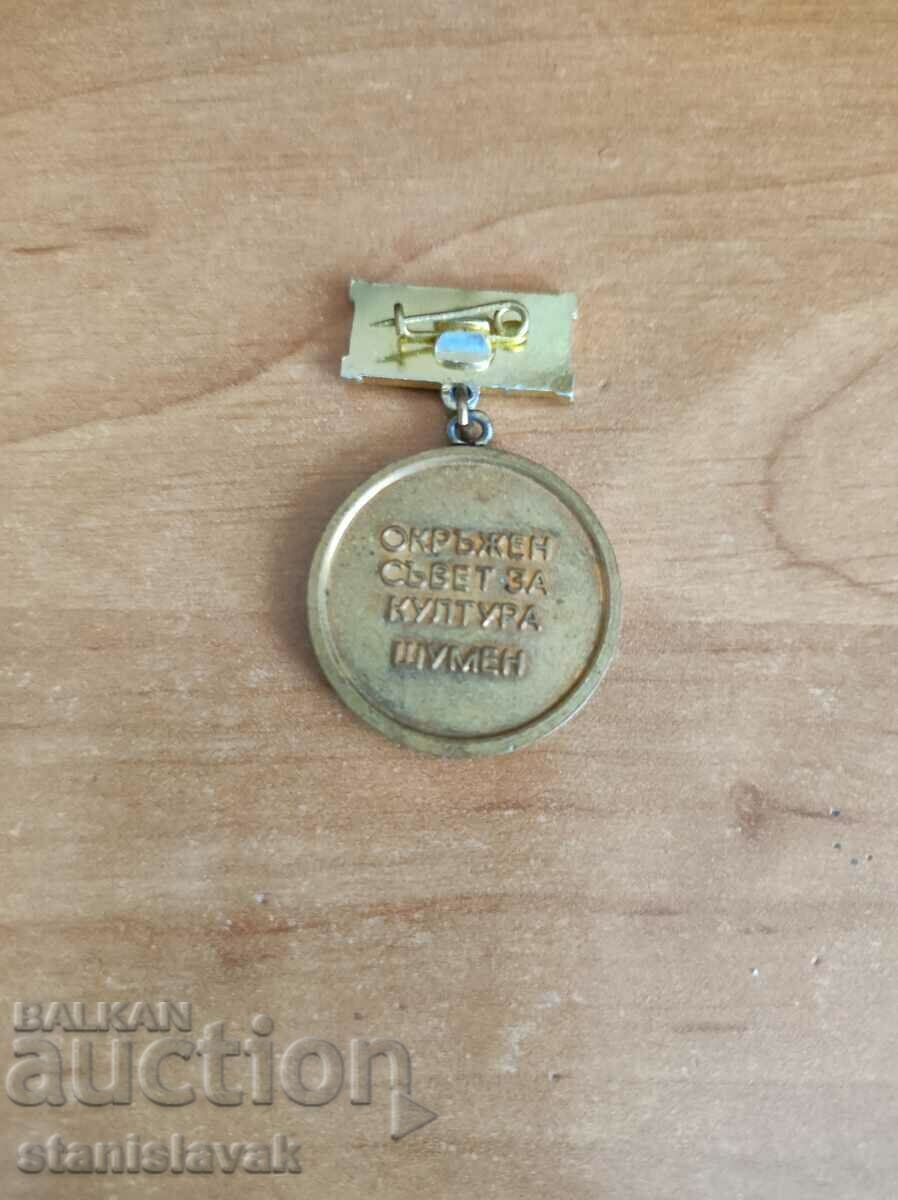 ОКРЪЖЕН
СЪВЕТ ЗА
КУЛТУРА
ШУМЕН
BALKAN
auction
stanislavak